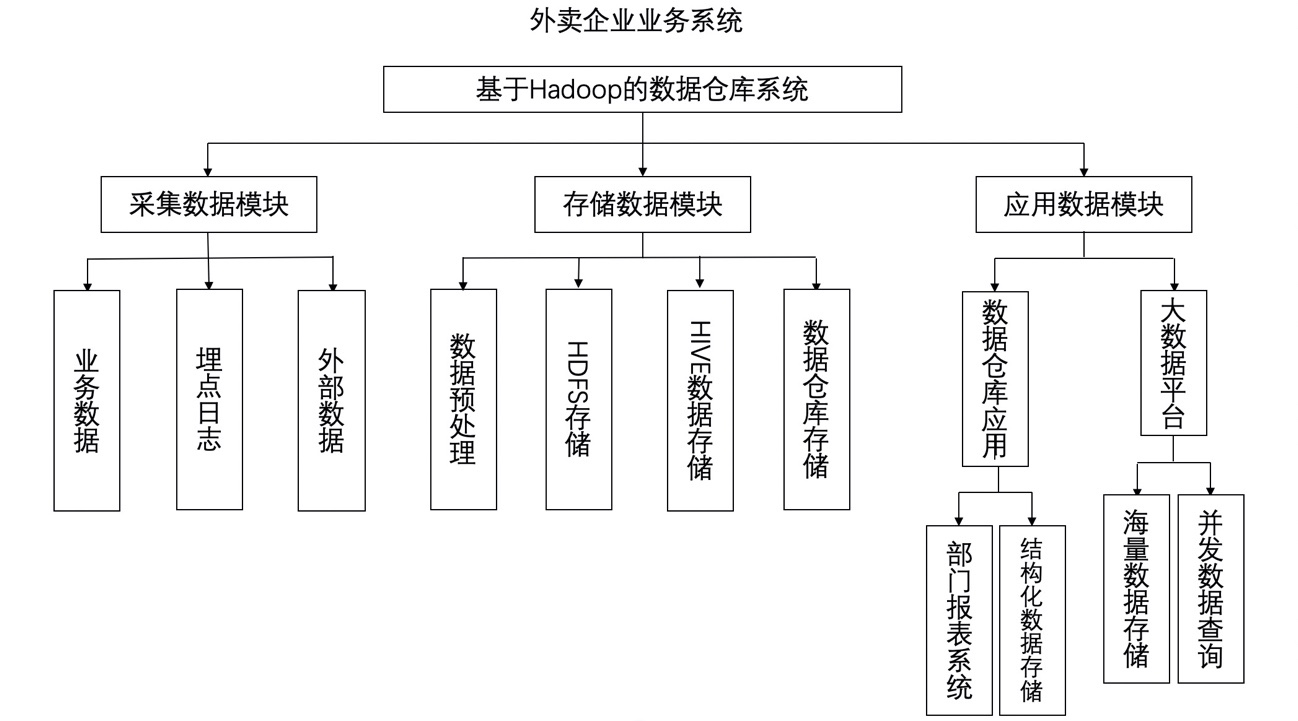 外卖企业业务系统
基于Hadoop的数据仓库系统
采集数据模块
存储数据模块
应用数据模块
业务数据
埋点日志
外部数据
数据预处理
HDFS存储
HIVE数据存储
数据仓库存储
数据仓库应用
大数据平台
部门报表系统
结构化数据存储
海量数据存储
并发数据查询